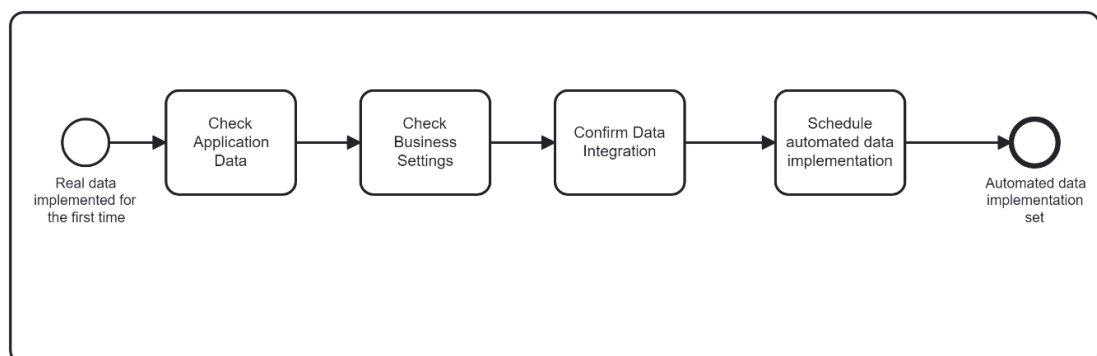 Real data
implemented for
the first time
Check
Application
Data
Check
Business
Settings
Confirm Data
Integration
Schedule
automated data
implementation
Automated data
implementation
set